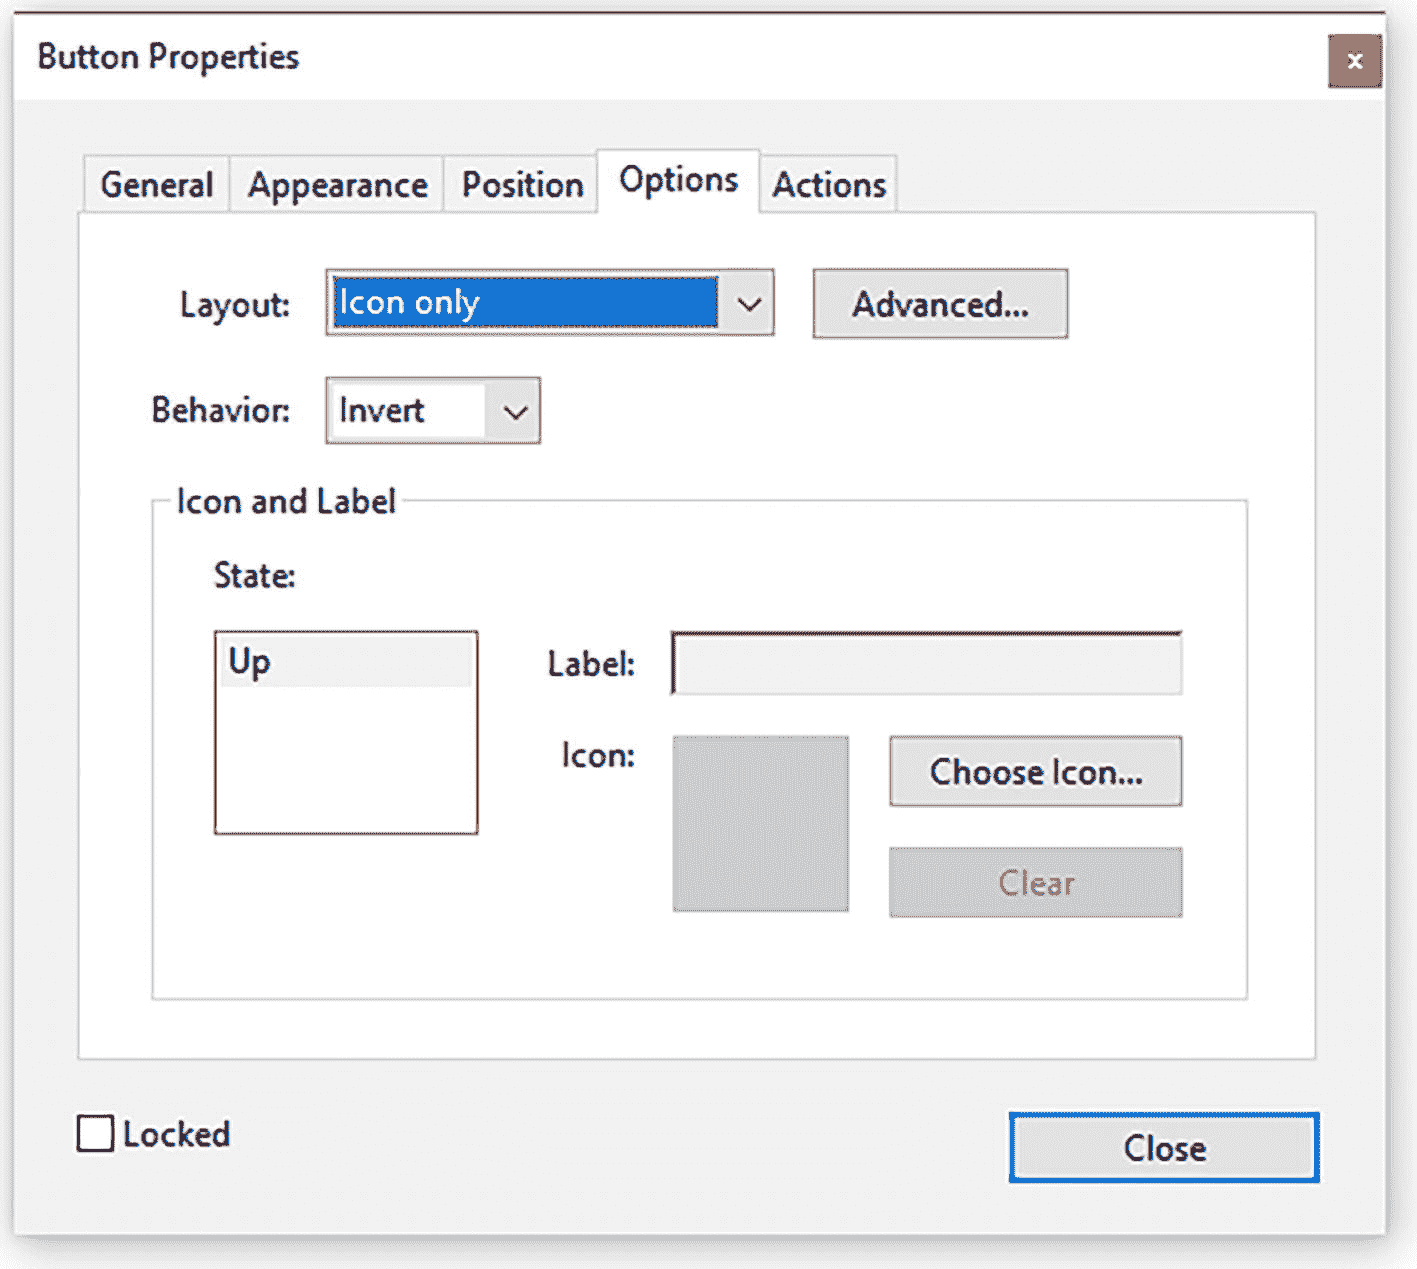 Button Properties
x
General Appearance Position Options Actions
Layout: Icon only Advanced...
Behavior: Invert
Icon and Label
State:
Up
Label:
Icon: Choose Icon...
Clear
Locked
Close